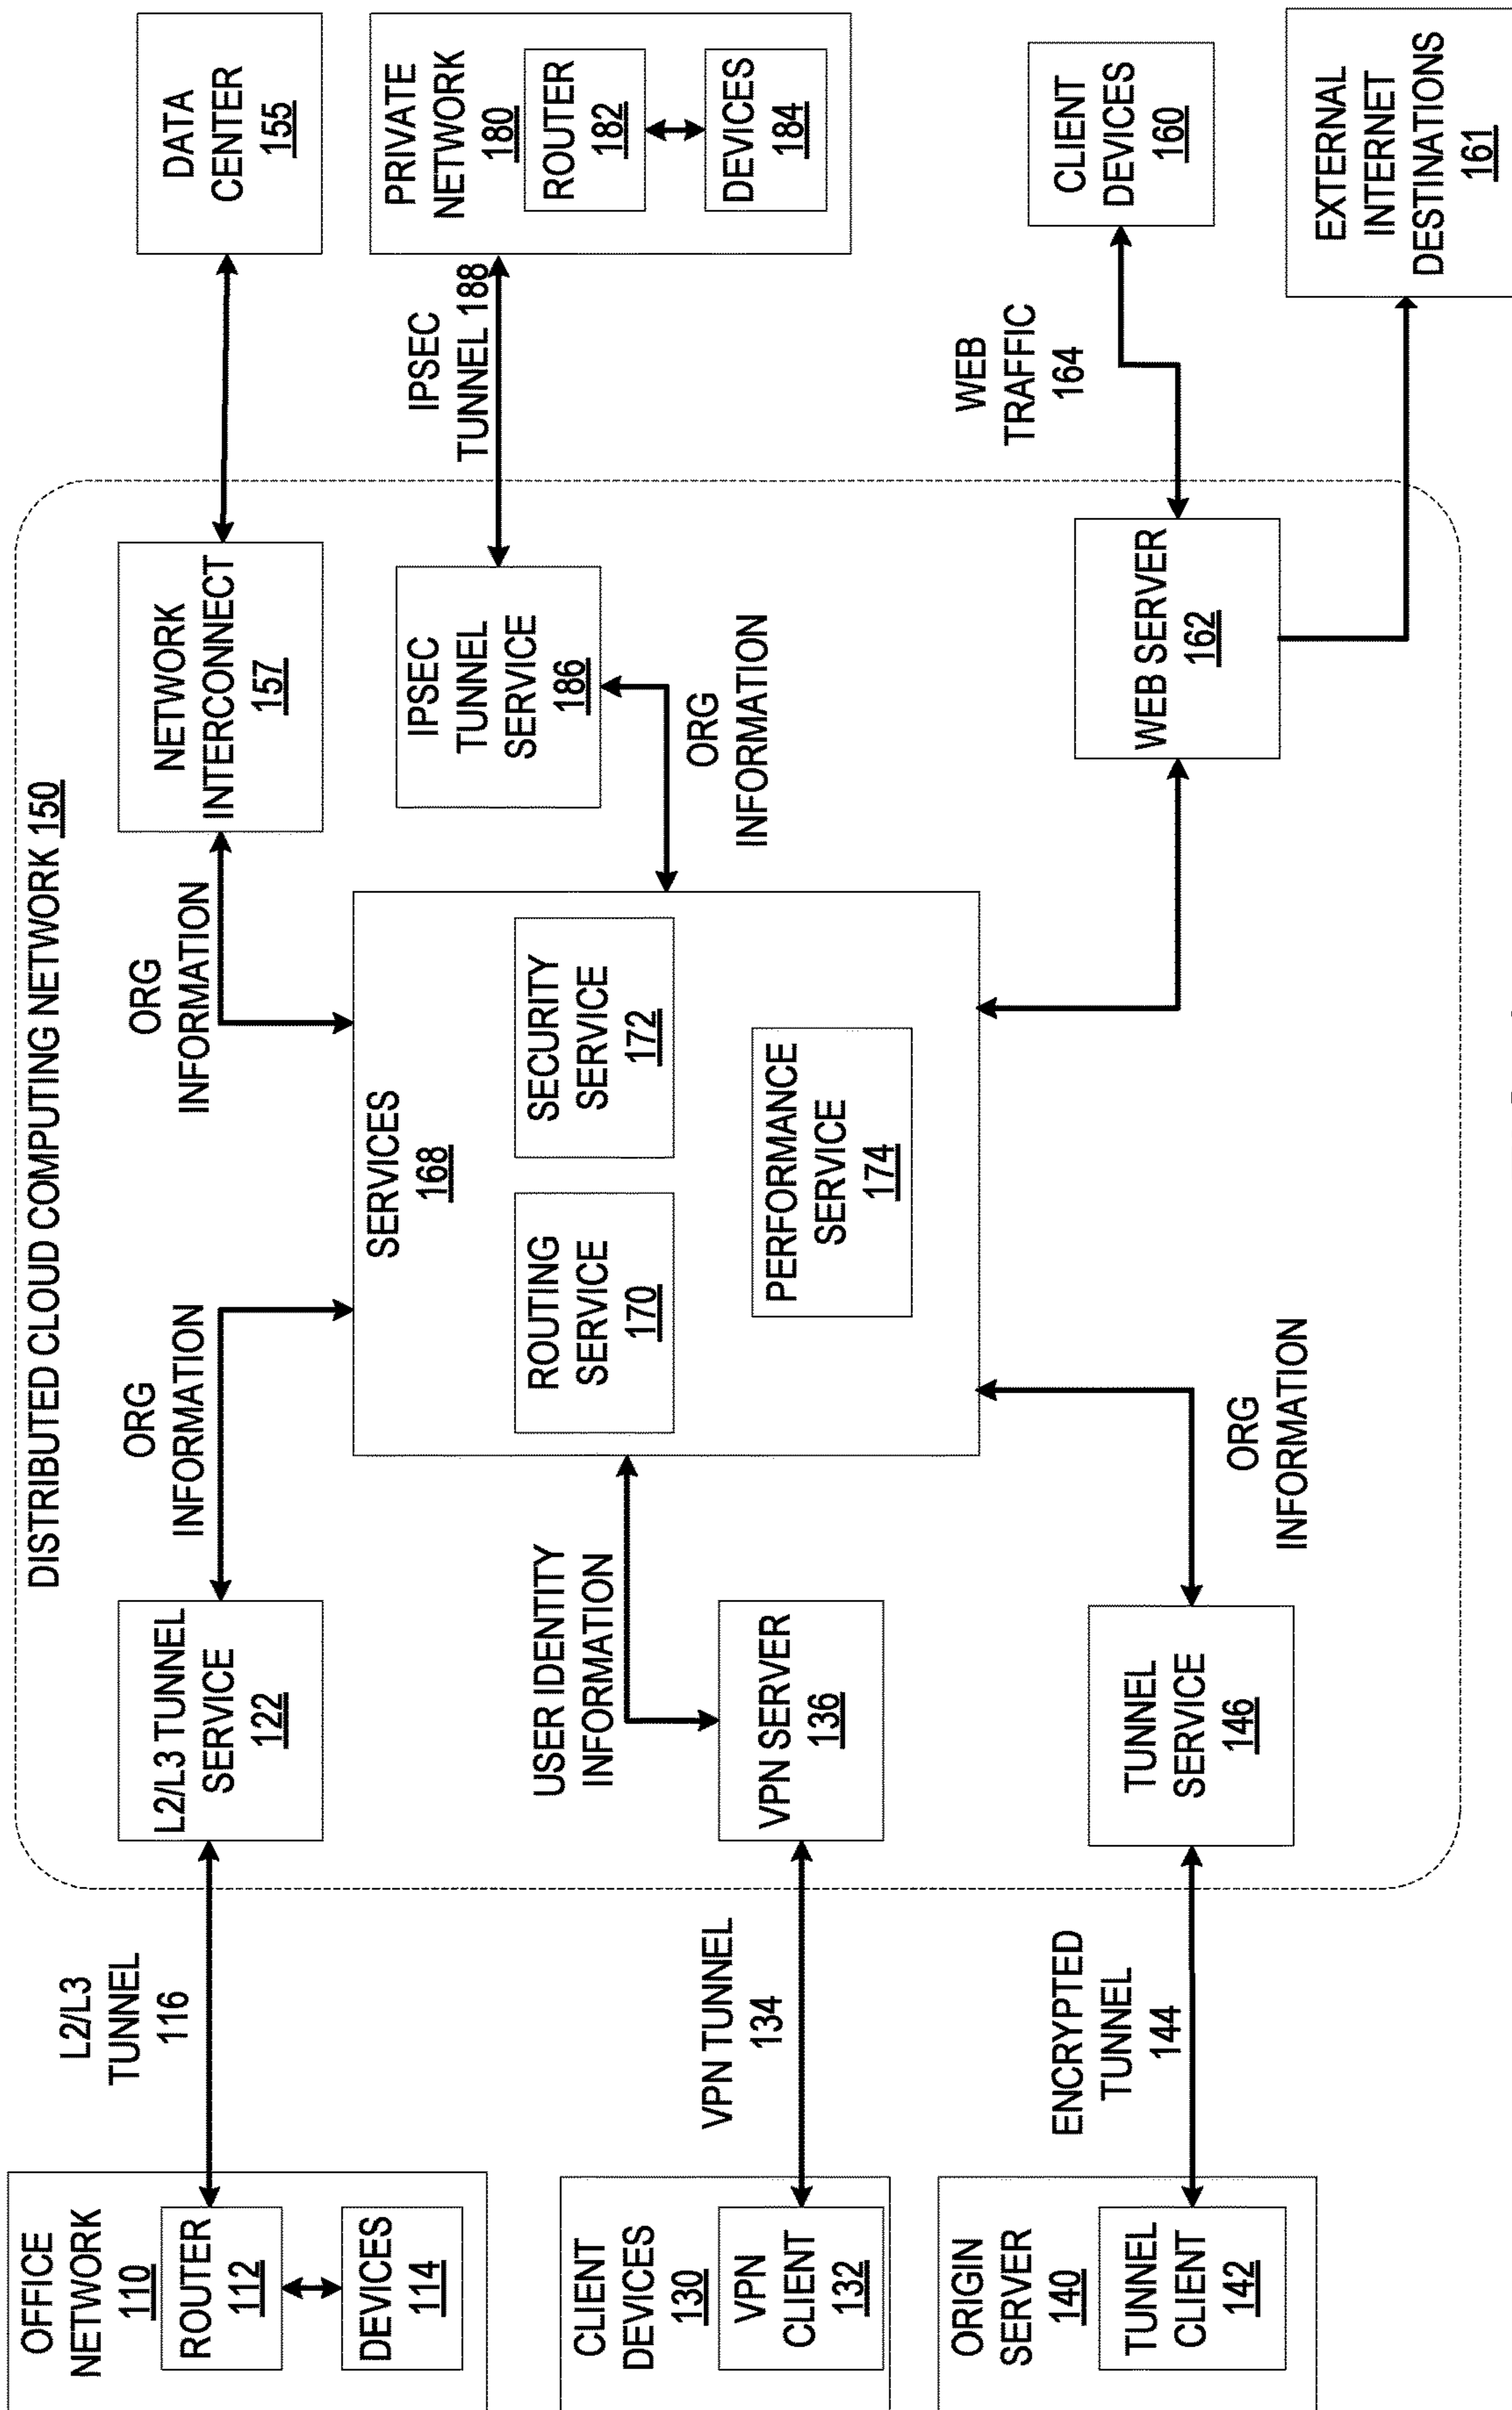 DISTRIBUTED CLOUD COMPUTING NETWORK 150
OFFICE
NETWORK
110
ROUTER
112
DEVICES
114
L2/L3
TUNNEL
116
L2/L3 TUNNEL
SERVICE
122
ORG
INFORMATION
ORG
INFORMATION
NETWORK
INTERCONNECT
157
DATA
CENTER
155
CLIENT
DEVICES
130
VPN
CLIENT
132
VPN TUNNEL
134
VPN SERVER
136
USER IDENTITY
INFORMATION
SERVICES
168
ROUTING
SERVICE
170
SECURITY
SERVICE
172
PERFORMANCE
SERVICE
174
IPSEC
TUNNEL
SERVICE
186
ORG
INFORMATION
IPSEC
TUNNEL 188
PRIVATE
NETWORK
180
ROUTER
182
DEVICES
184
ORIGIN
SERVER
140
TUNNEL
CLIENT
142
ENCRYPTED
TUNNEL
144
TUNNEL
SERVICE
146
ORG
INFORMATION
WEB SERVER
162
WEB
TRAFFIC
164
CLIENT
DEVICES
160
EXTERNAL
INTERNET
DESTINATIONS
161